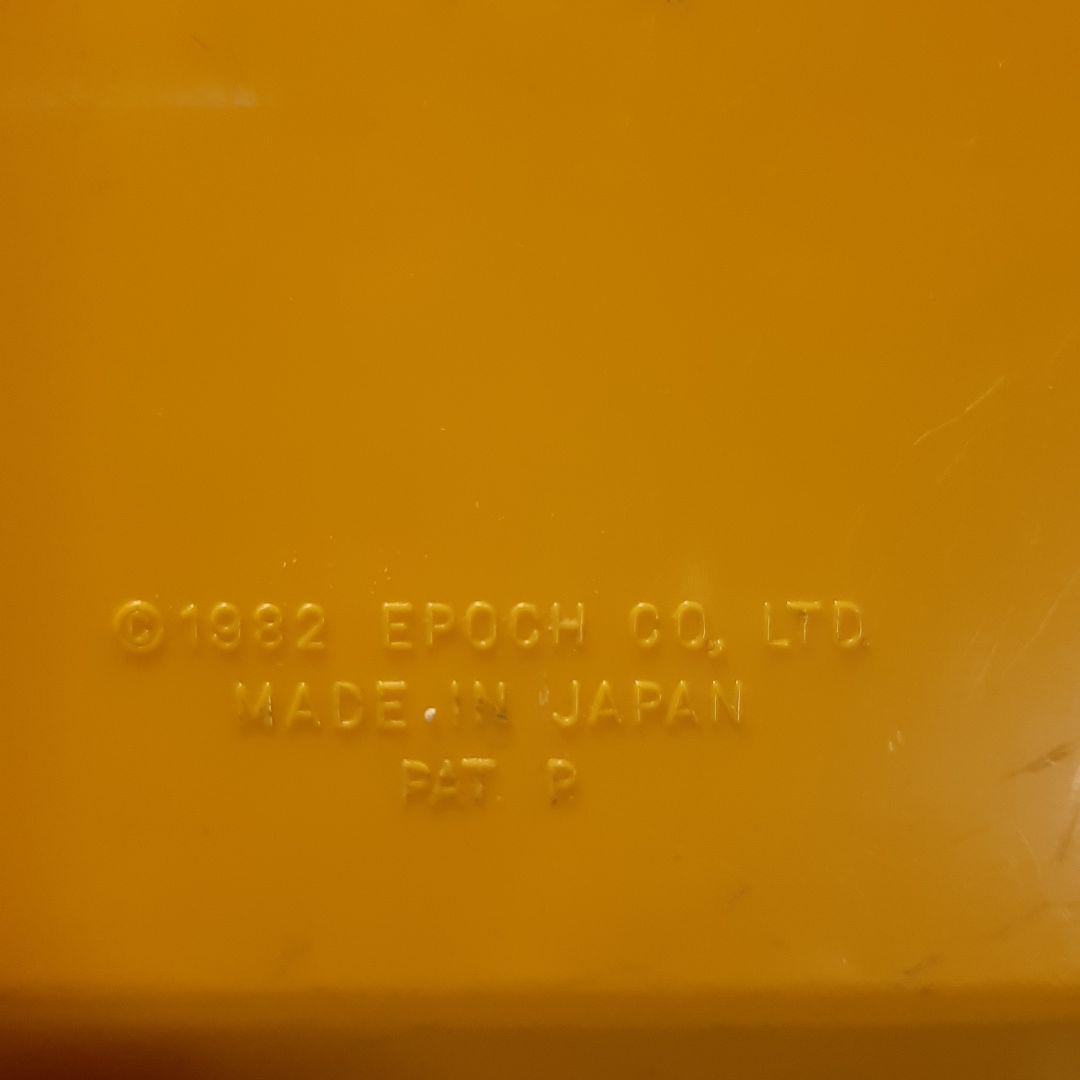 ©1982 EPOCH CO., LTD.
MADE IN JAPAN
PAT. P.